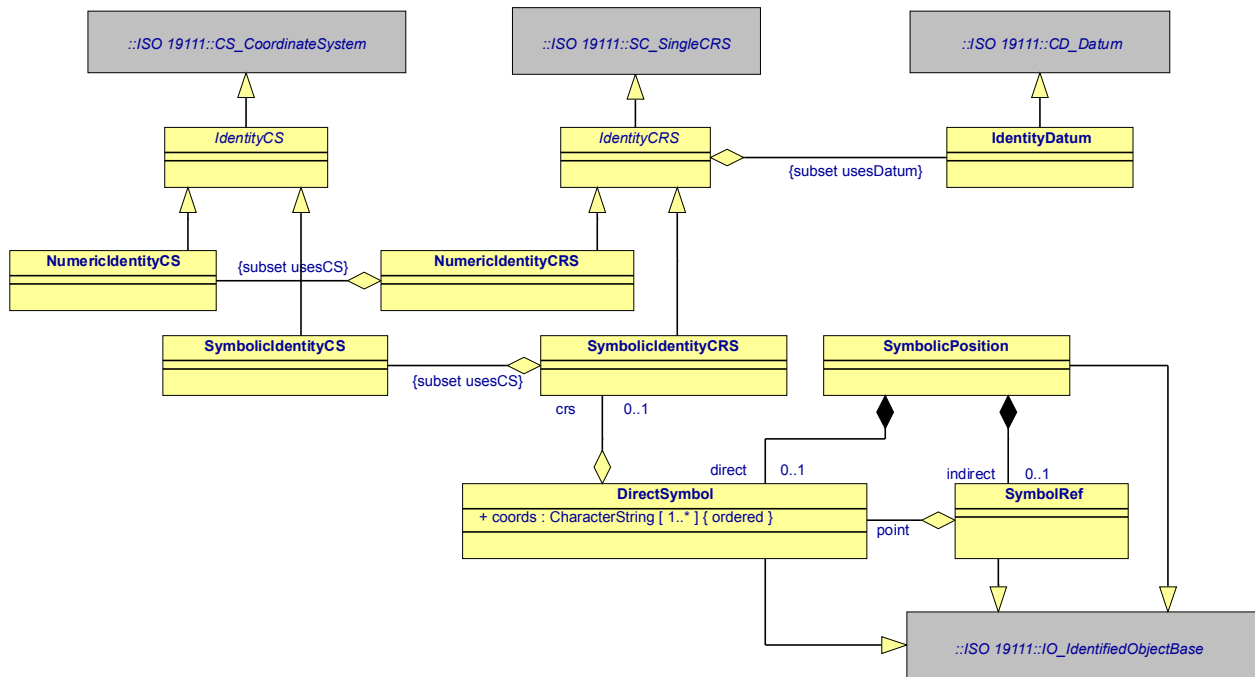 ::ISO 19111::CS_CoordinateSystem
::ISO 19111::SC_SingleCRS
::ISO 19111::CD_Datum
IdentityCS
IdentityCRS
IdentityDatum
{subset usesDatum}
NumericIdentityCS
{subset usesCS}
NumericIdentityCRS
SymbolicIdentityCS
{subset usesCS}
SymbolicIdentityCRS
SymbolicPosition
crs
0..1
direct
0..1
indirect
0..1
DirectSymbol
+ coords : CharacterString [ 1..* ] { ordered }
point
SymbolRef
::ISO 19111::IO_IdentifiedObjectBase